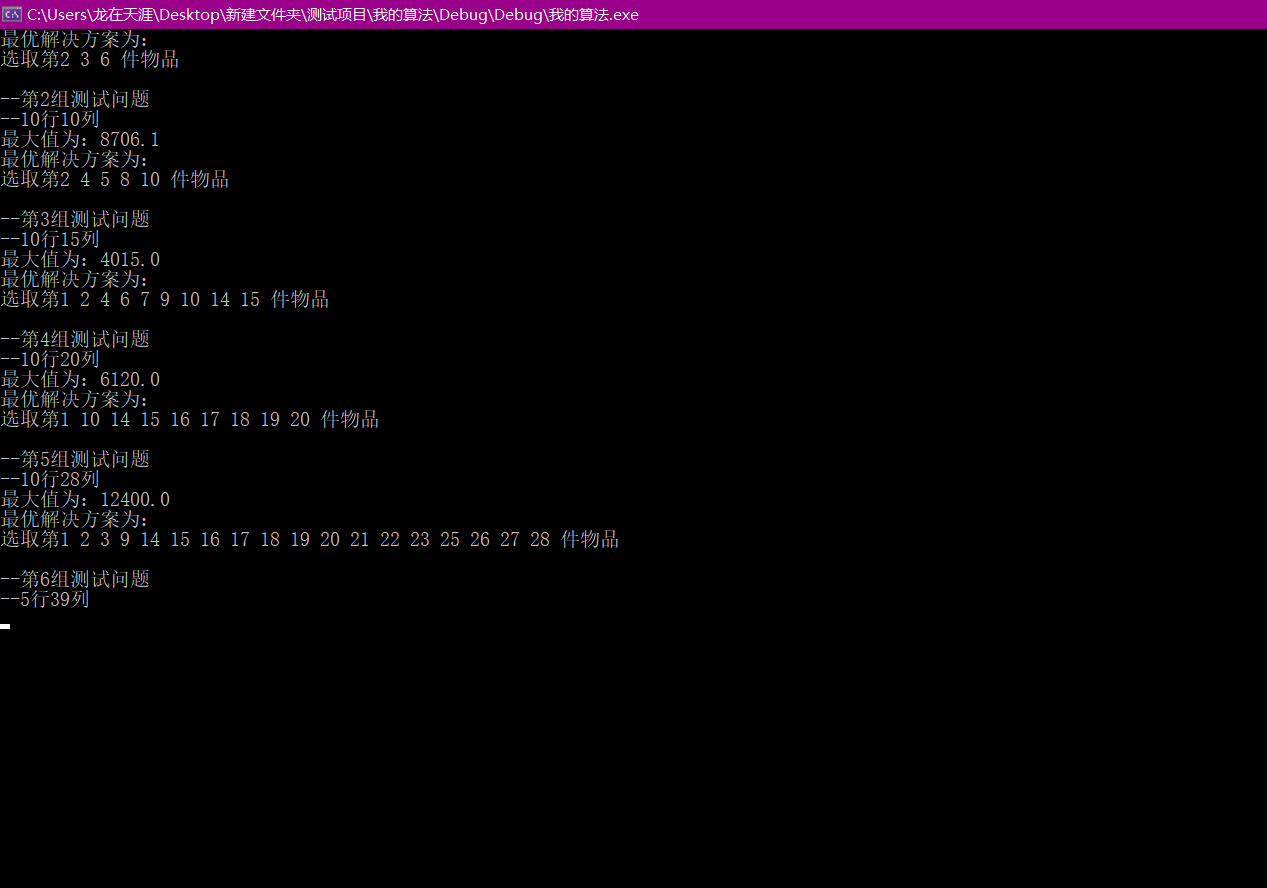 C:\Users\龙在天涯\Desktop\新建文件夹\测试项目\我的算法\Debug\Debug\我的算法.exe
最优解决方案为:
选取第2 3 6 件物品
--第2组测试问题
--10行10列
最大值为: 8706.1
最优解决方案为:
选取第2 4 5 8 10 件物品
--第3组测试问题
--10行15列
最大值为: 4015.0
最优解决方案为:
选取第1 2 4 6 7 9 10 14 15 件物品
--第4组测试问题
--10行20列
最大值为: 6120.0
最优解决方案为:
选取第1 10 14 15 16 17 18 19 20 件物品
--第5组测试问题
--10行28列
最大值为: 12400.0
最优解决方案为:
选取第1 2 3 9 14 15 16 17 18 19 20 21 22 23 25 26 27 28 件物品
--第6组测试问题
--5行39列